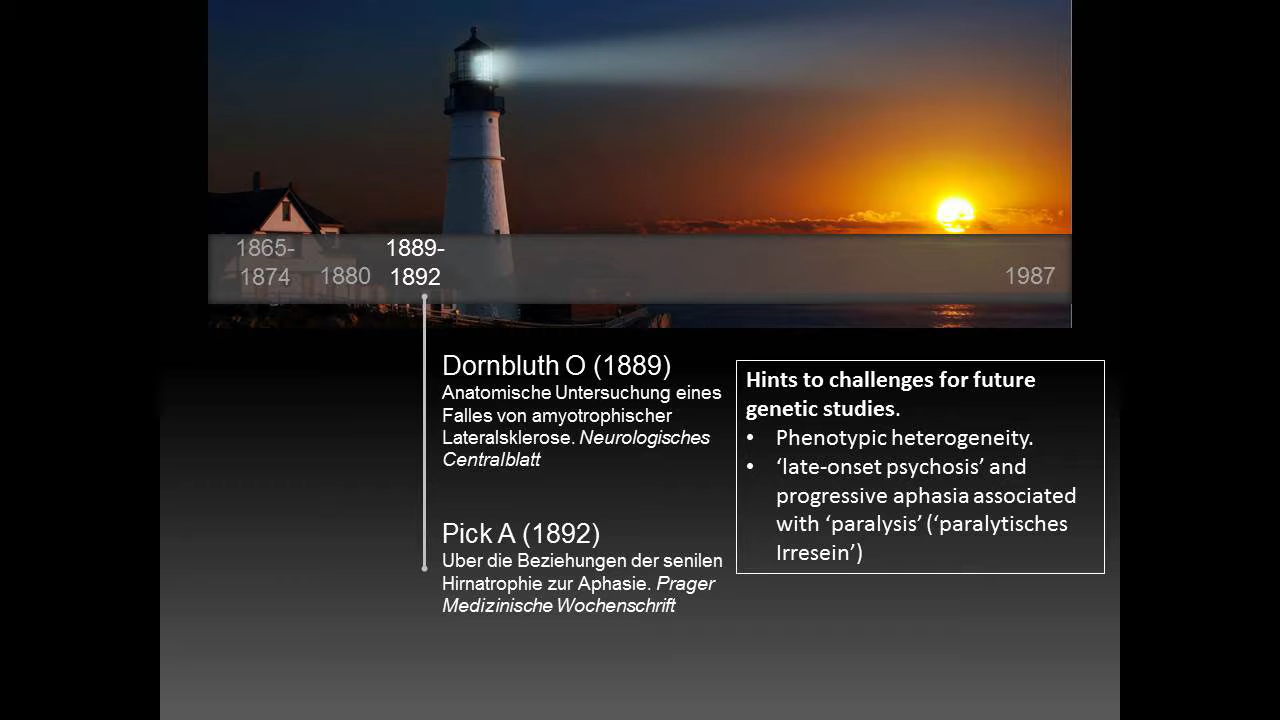 1865-
1874
1880
1889-
1892
1987
Dornbluth O (1889)
Anatomische Untersuchung eines
Falles von amyotrophischer
Lateralsklerose. Neurologisches
Centralblatt
Pick A (1892)
Uber die Beziehungen der senilen
Hirnatrophie zur Aphasie. Prager
Medizinische Wochenschrift
Hints to challenges for future
genetic studies.
• Phenotypic heterogeneity.
• ‘late-onset psychosis’ and
progressive aphasia associated
with ‘paralysis’ (‘paralytisches
Irresein’)